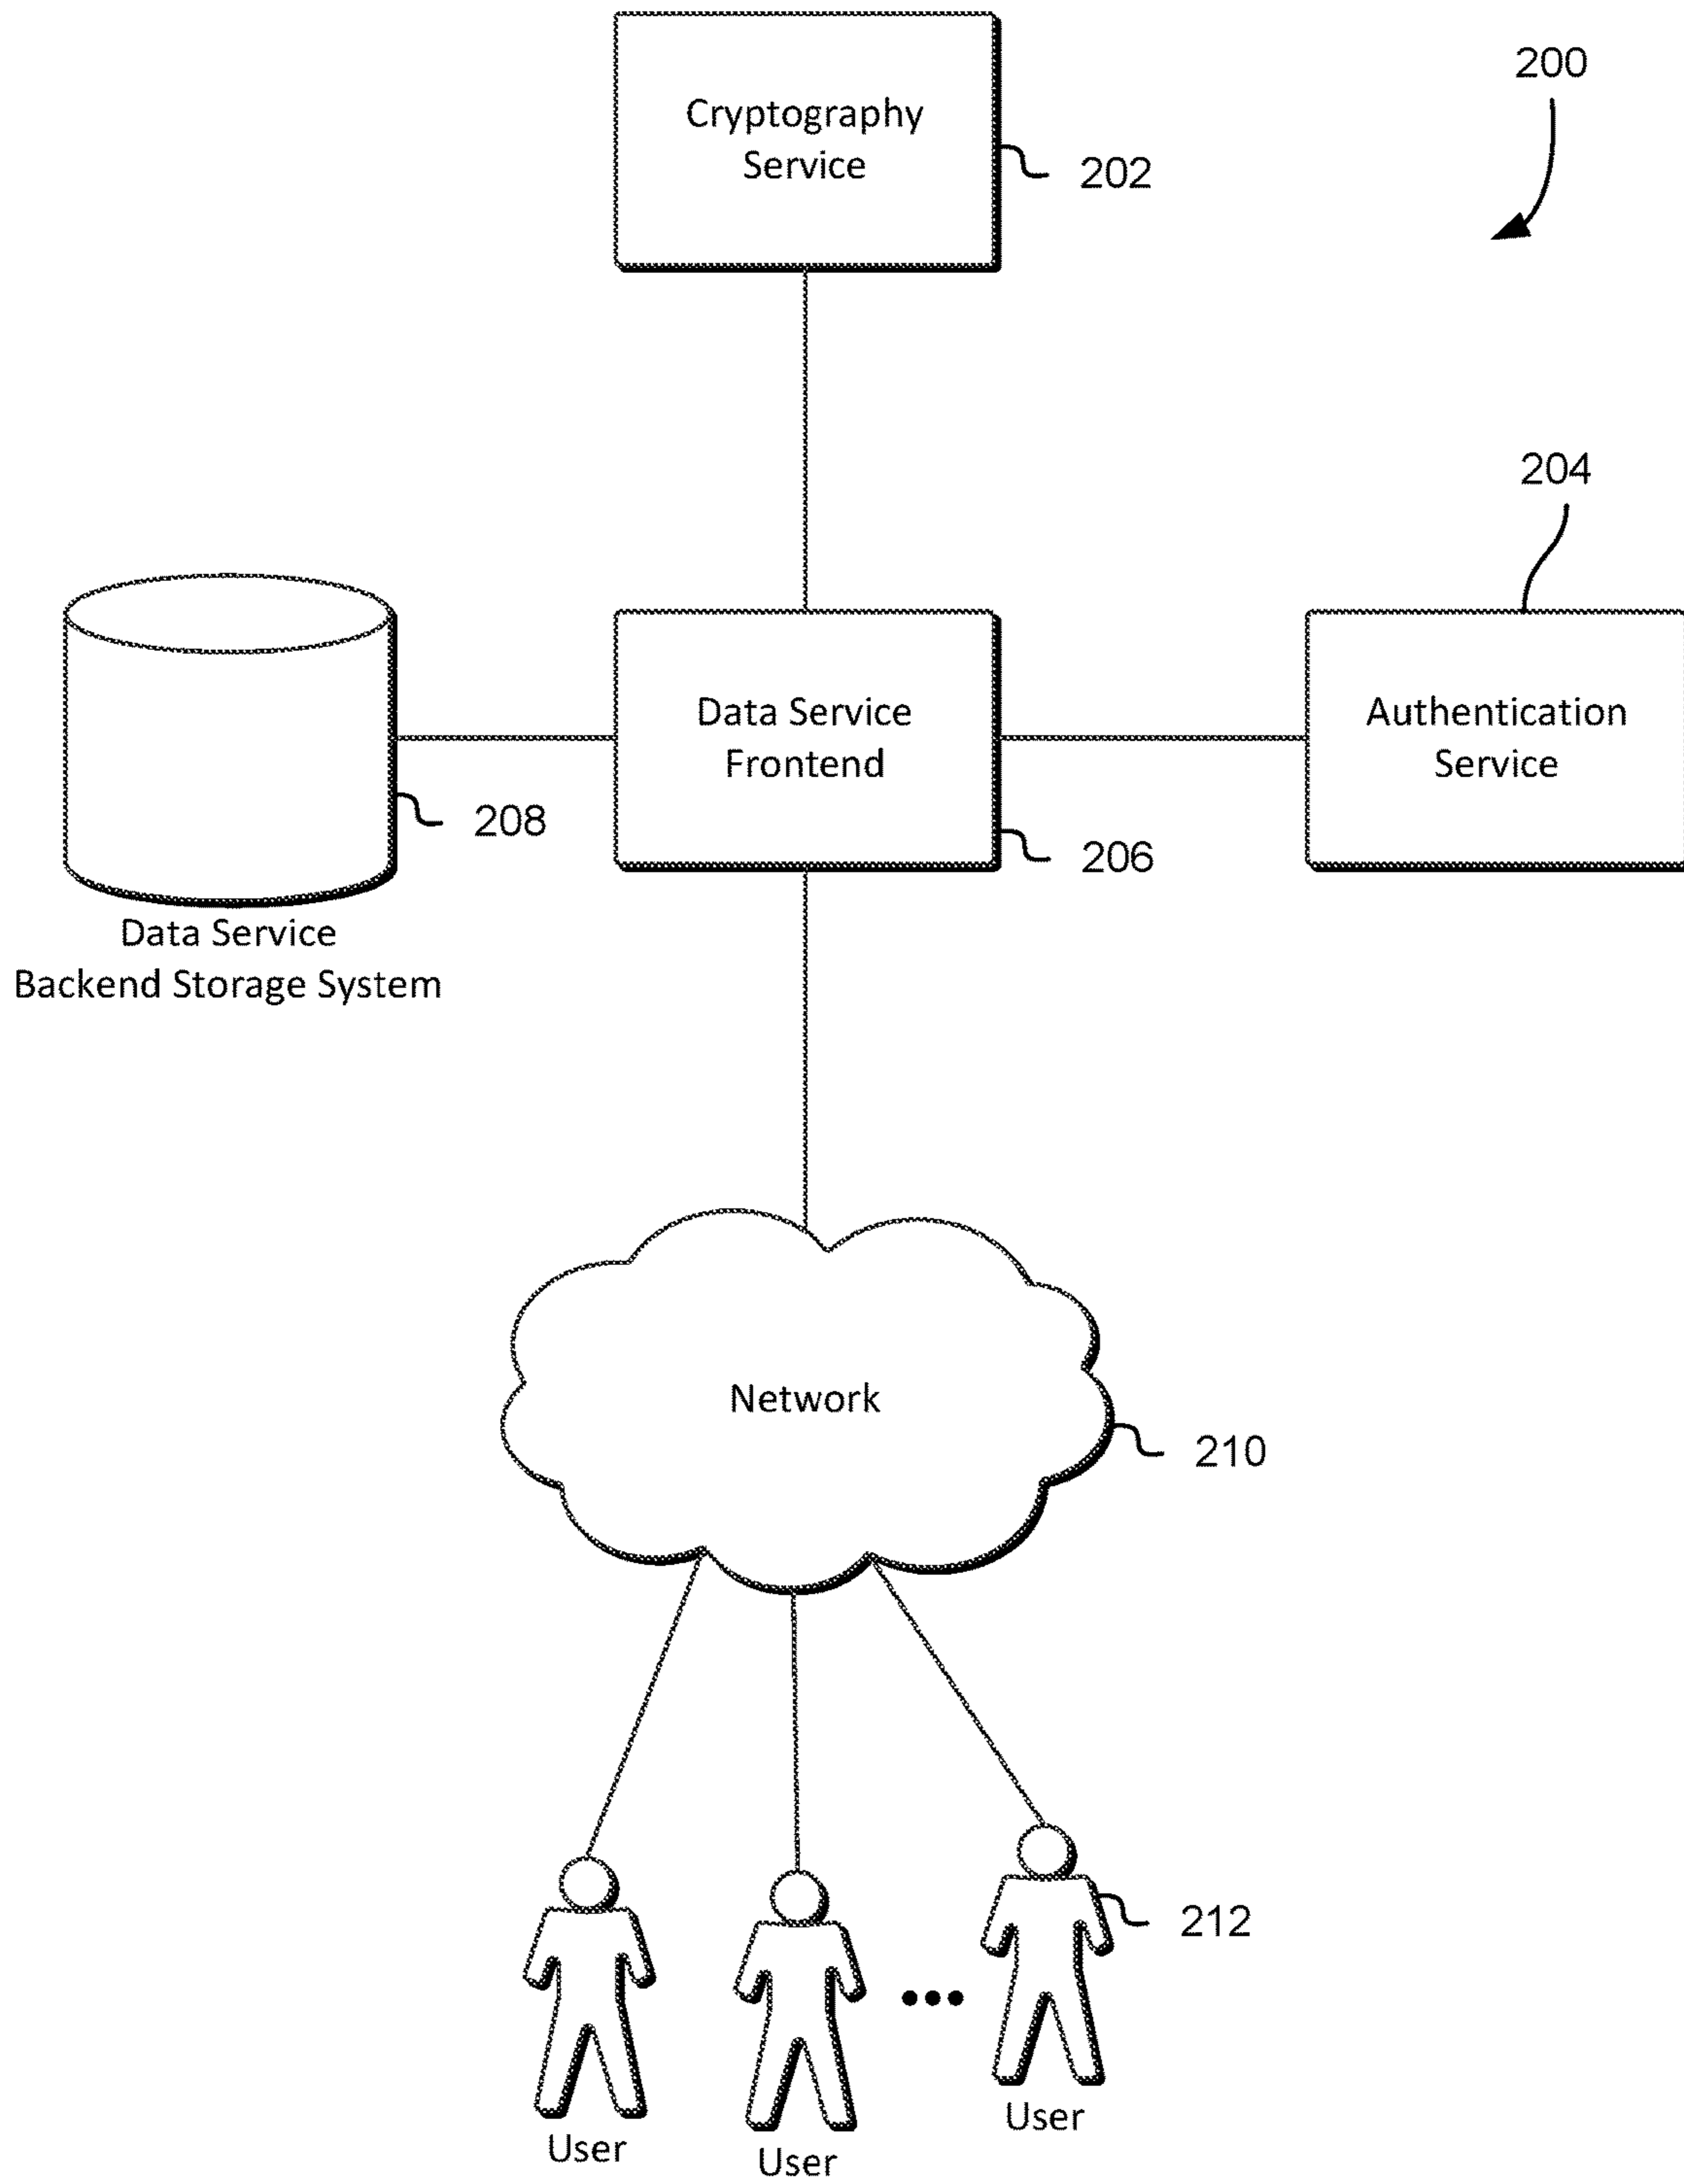 Cryptography
Service
200
202
204
Data Service
Frontend
Authentication
Service
208
206
Data Service
Backend Storage System
Network
210
212
User
User
User